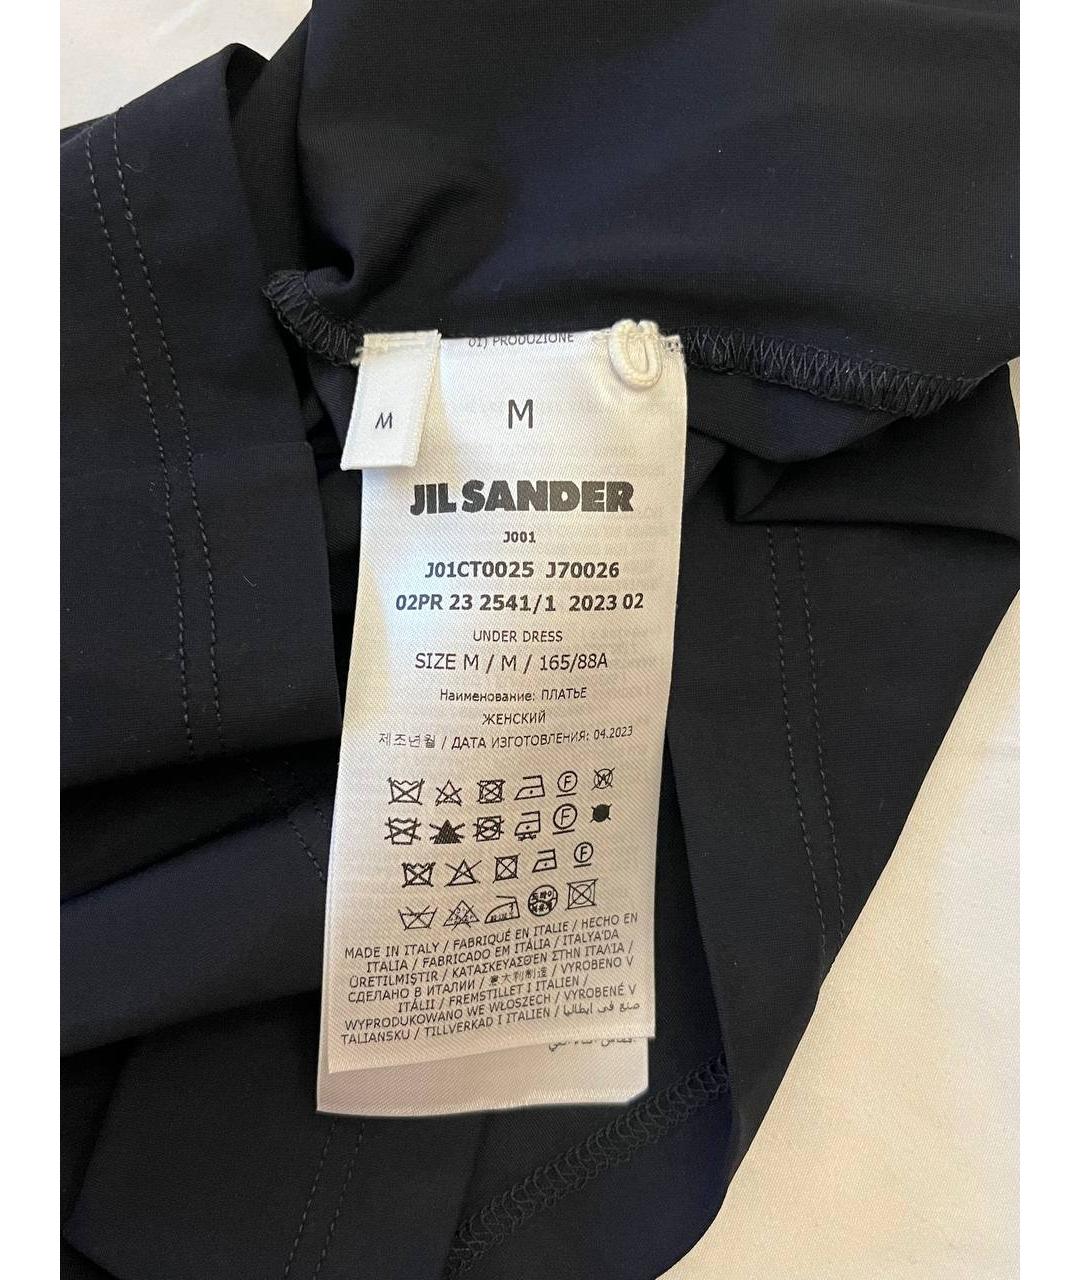 01) PRODUZIONE
M
M
JIL SANDER
J001
J01CT0025 J70026
02PR 23 2541/1 2023 02
UNDER DRESS
SIZE M / M / 165/88A
Наименование: ПЛАТЬЕ
ЖЕНСКИЙ
제조년월 / ДАТА ИЗГОТОВЛЕНИЯ: 04.2023
F W
F
F
MADE IN ITALY / FABRIQUÉ EN ITALIE / HECHO EN
ITALIA / FABRICADO EM ITÁLIA / ITALYA'DA
ÜRETILMIŞTIR / ΚΑΤΑΣΚΕΥΑΣΘΕΝ ΣΤΗΝ ΙΤΑΛΊΑ /
СДЕЛАНО В ИТАЛИИ / 意大利制造 / VYROBENO V
ITÁLII / FREMSTILLET I ITALIEN /
WYPRODUKOWANO WE WŁOSZECH / VYROBENÉ V
TALIANSKU / TILLVERKAD I ITALIEN / صنع في ايطاليا